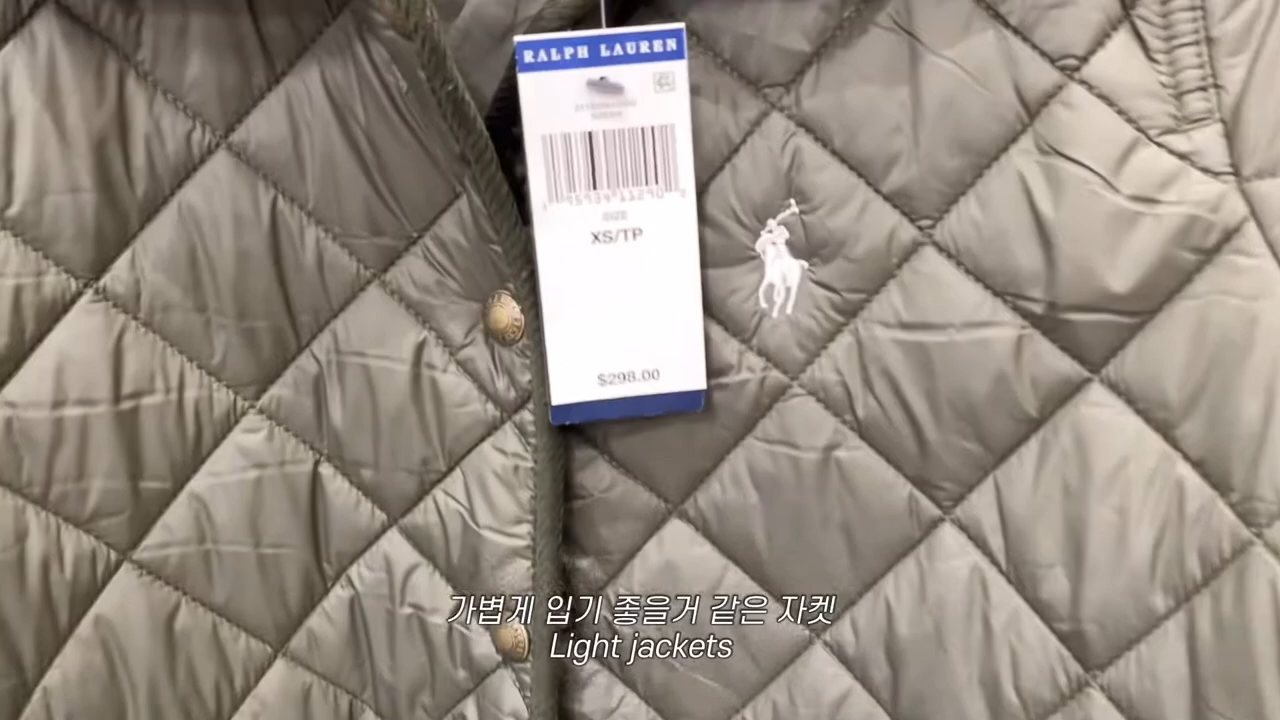 RALPH LAUREN
SIZE
XS/TP
$298.00
가볍게 입기 좋을거 같은 자켓
Light jackets